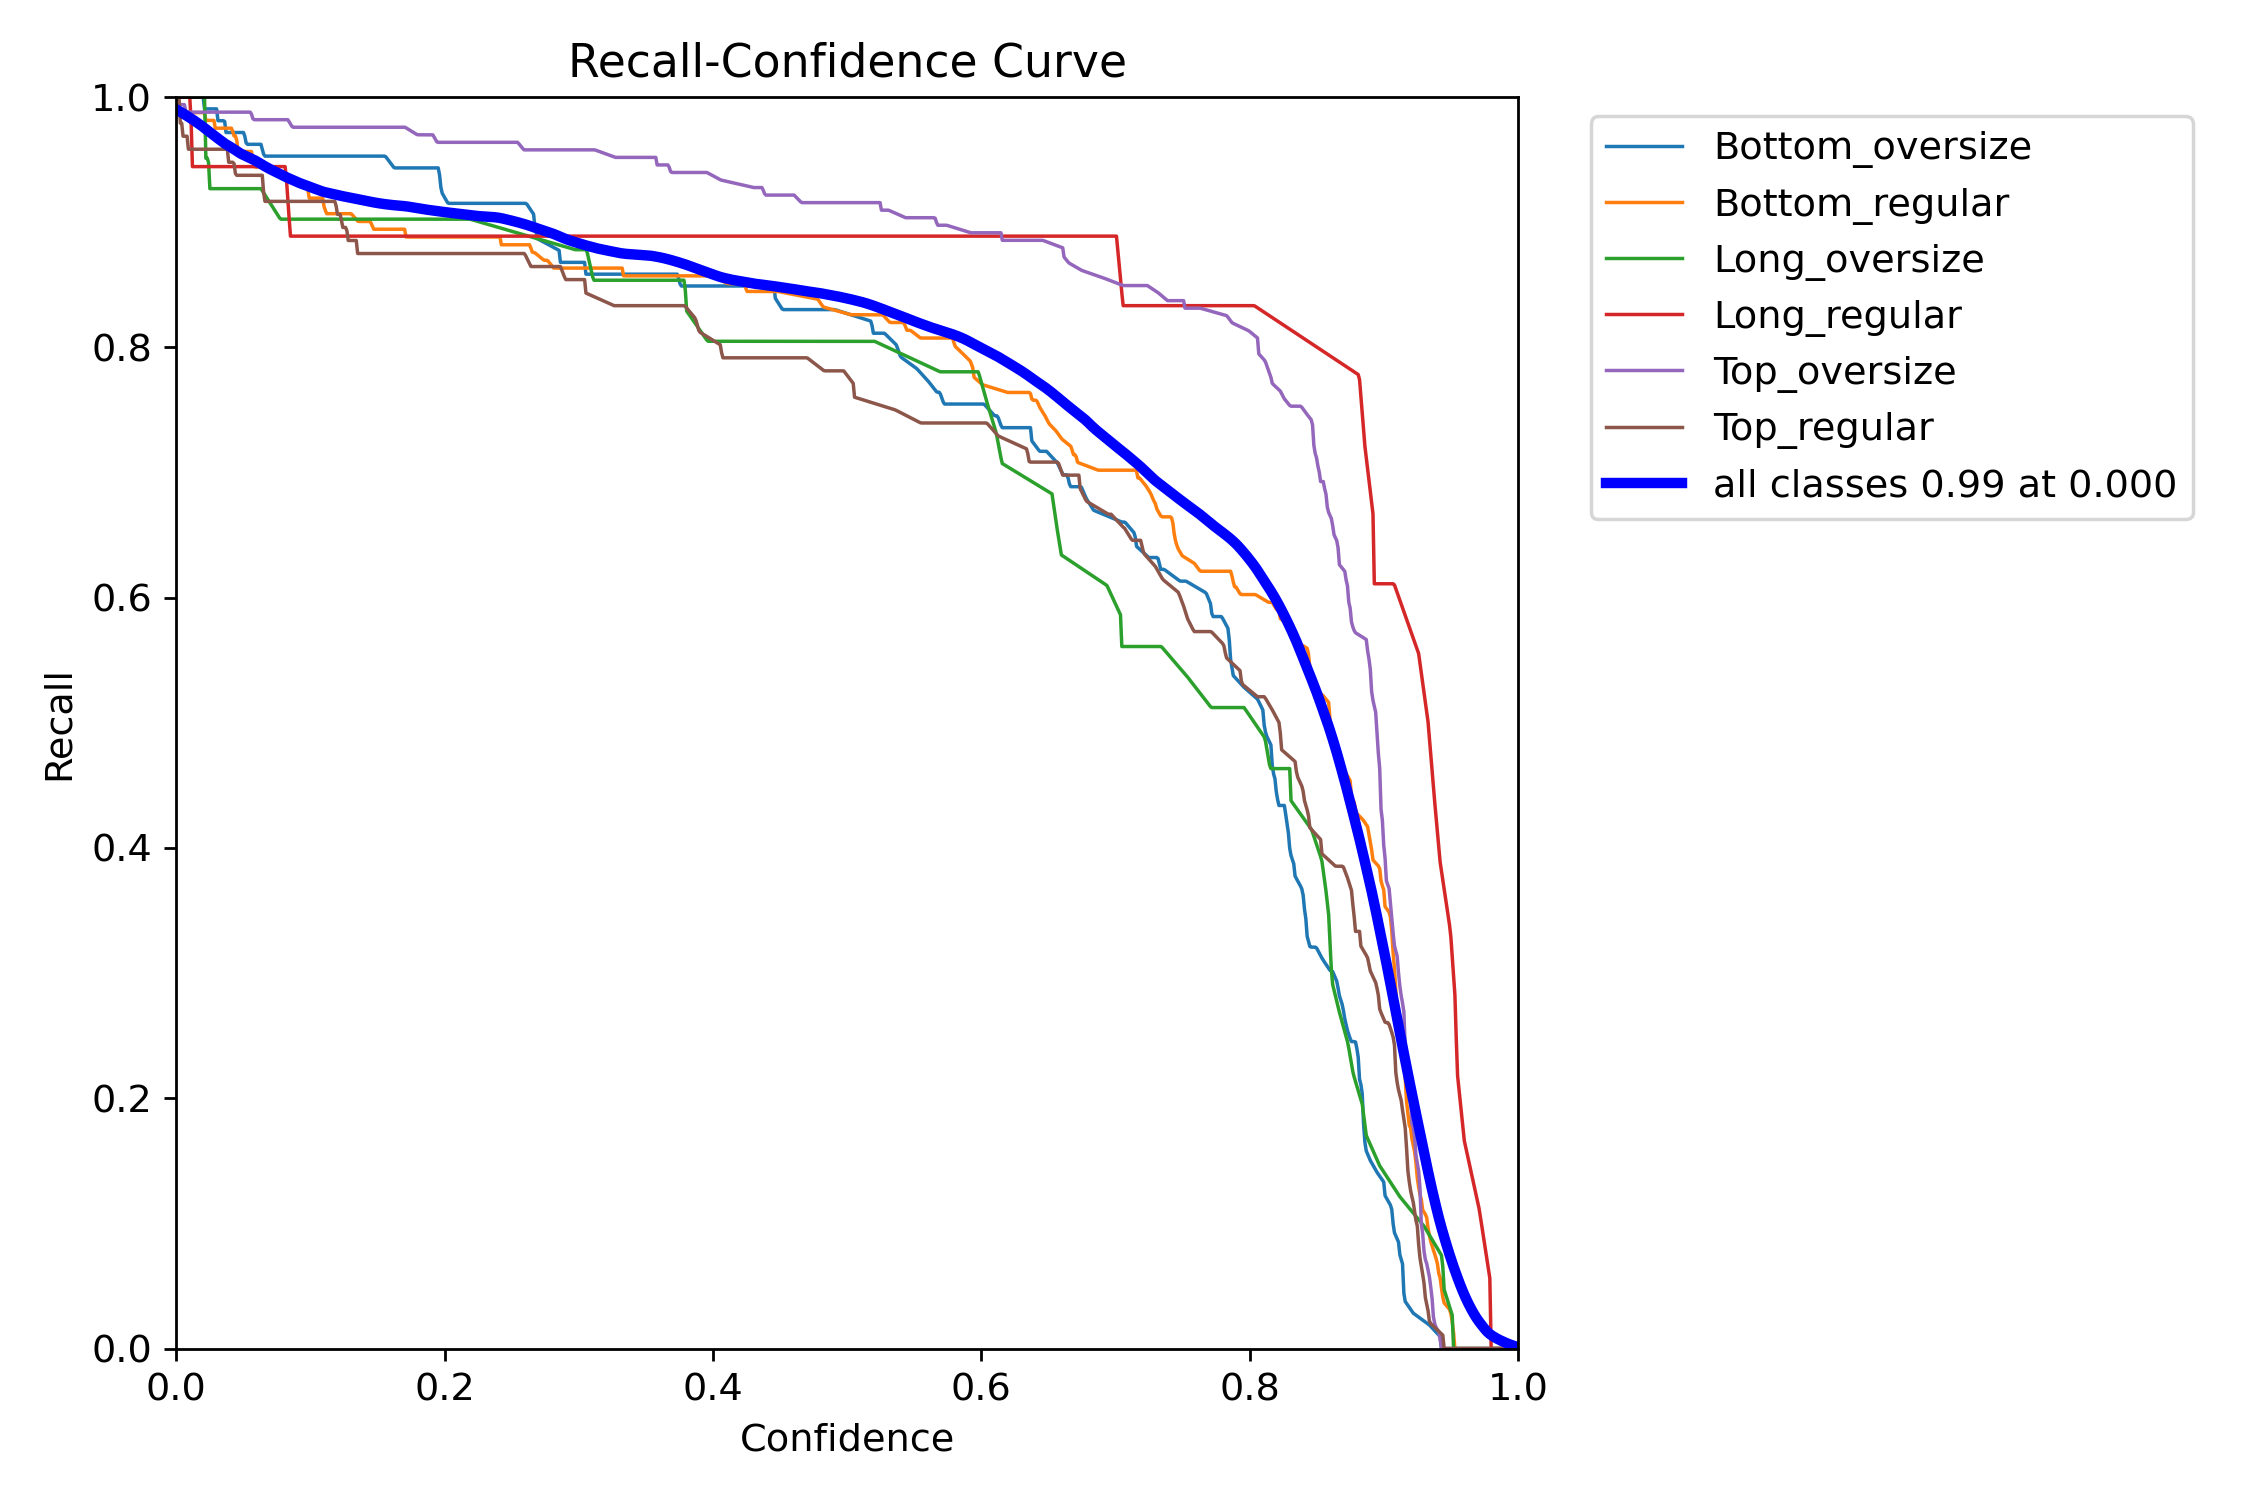 Recall-Confidence Curve
Recall
1.0
0.8
0.6
0.4
0.2
0.0
0.0 0.2 0.4 0.6 0.8 1.0
Confidence
Bottom_oversize
Bottom_regular
Long_oversize
Long_regular
Top_oversize
Top_regular
all classes 0.99 at 0.000